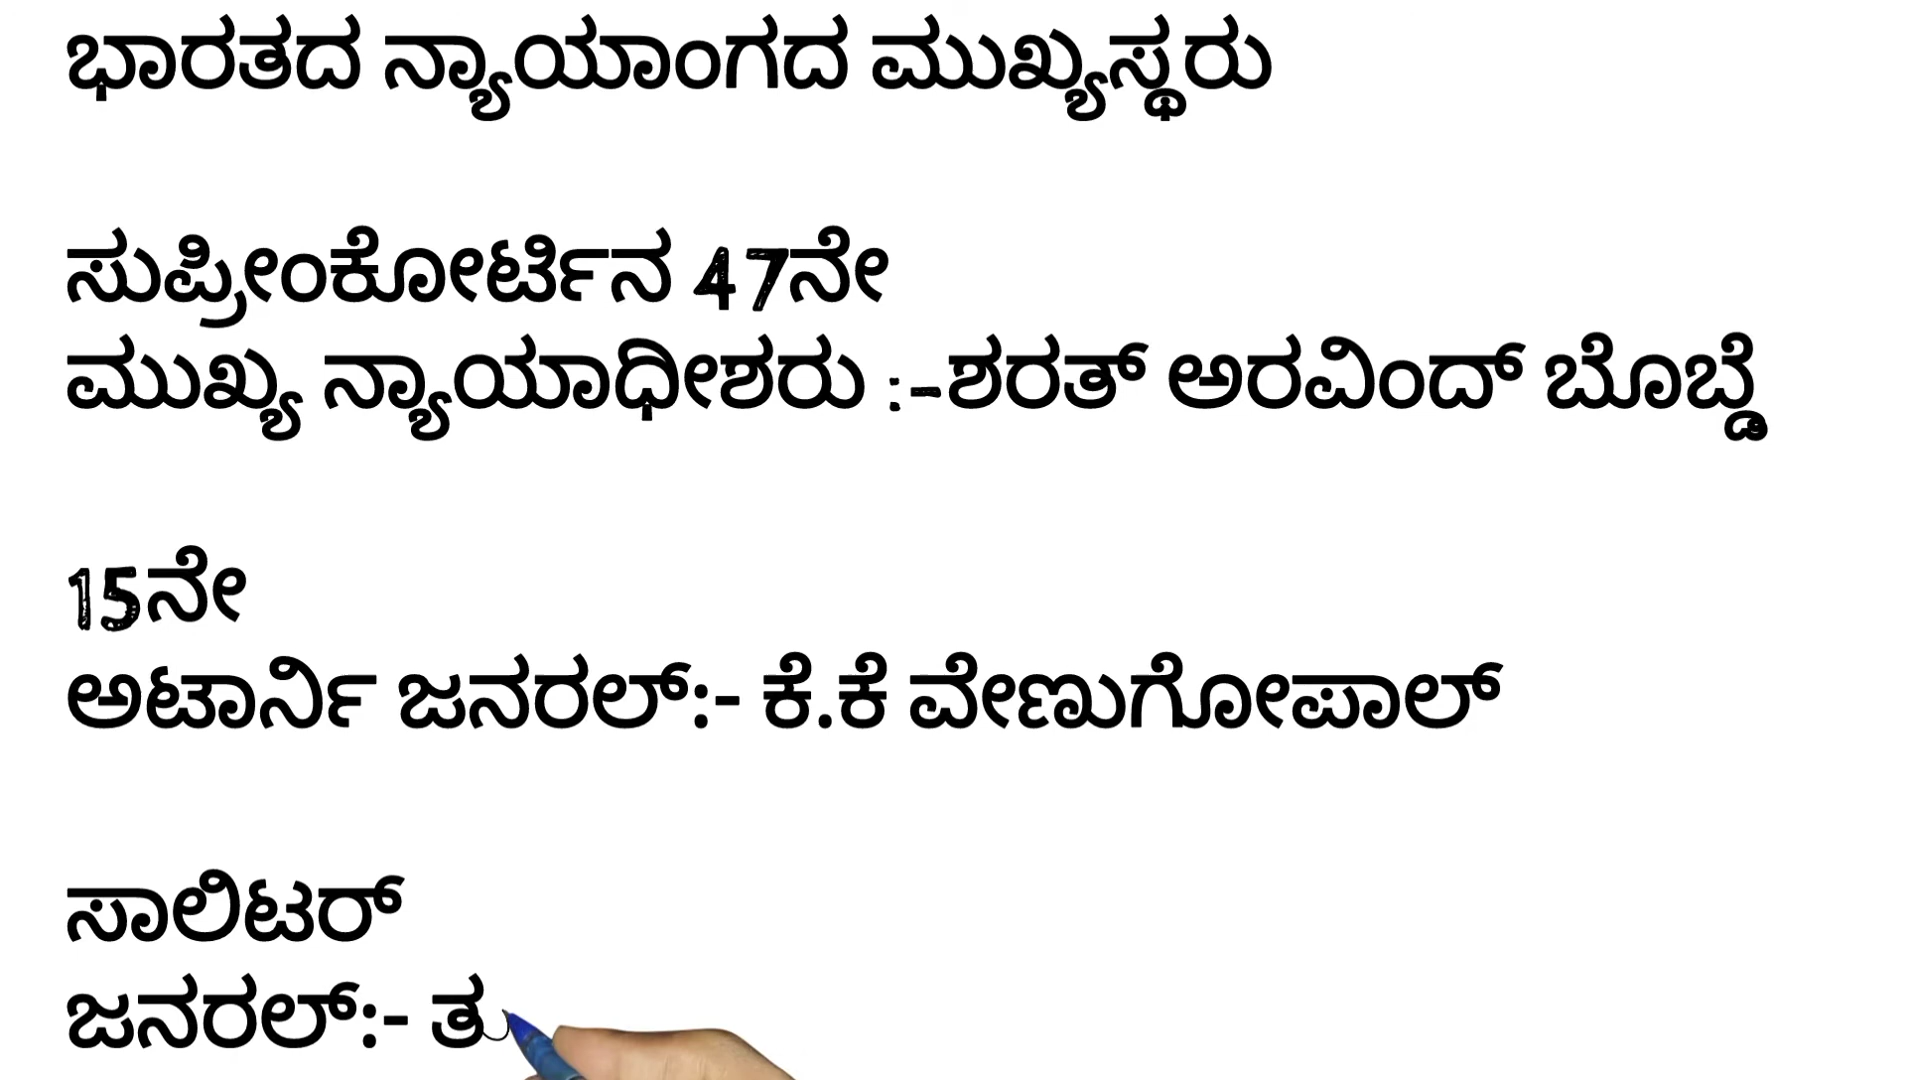 ಭಾರತದ ನ್ಯಾಯಾಂಗದ ಮುಖ್ಯಸ್ಥರು
ಸುಪ್ರೀಂಕೋರ್ಟಿನ 47ನೇ
ಮುಖ್ಯ ನ್ಯಾಯಾಧೀಶರು :-ಶರತ್ ಅರವಿಂದ್ ಬೊಬ್ಡೆ
15ನೇ
ಅಟಾರ್ನಿ ಜನರಲ್:- ಕೆ.ಕೆ ವೇಣುಗೋಪಾಲ್
ಸಾಲಿಟರ್
ಜನರಲ್:-